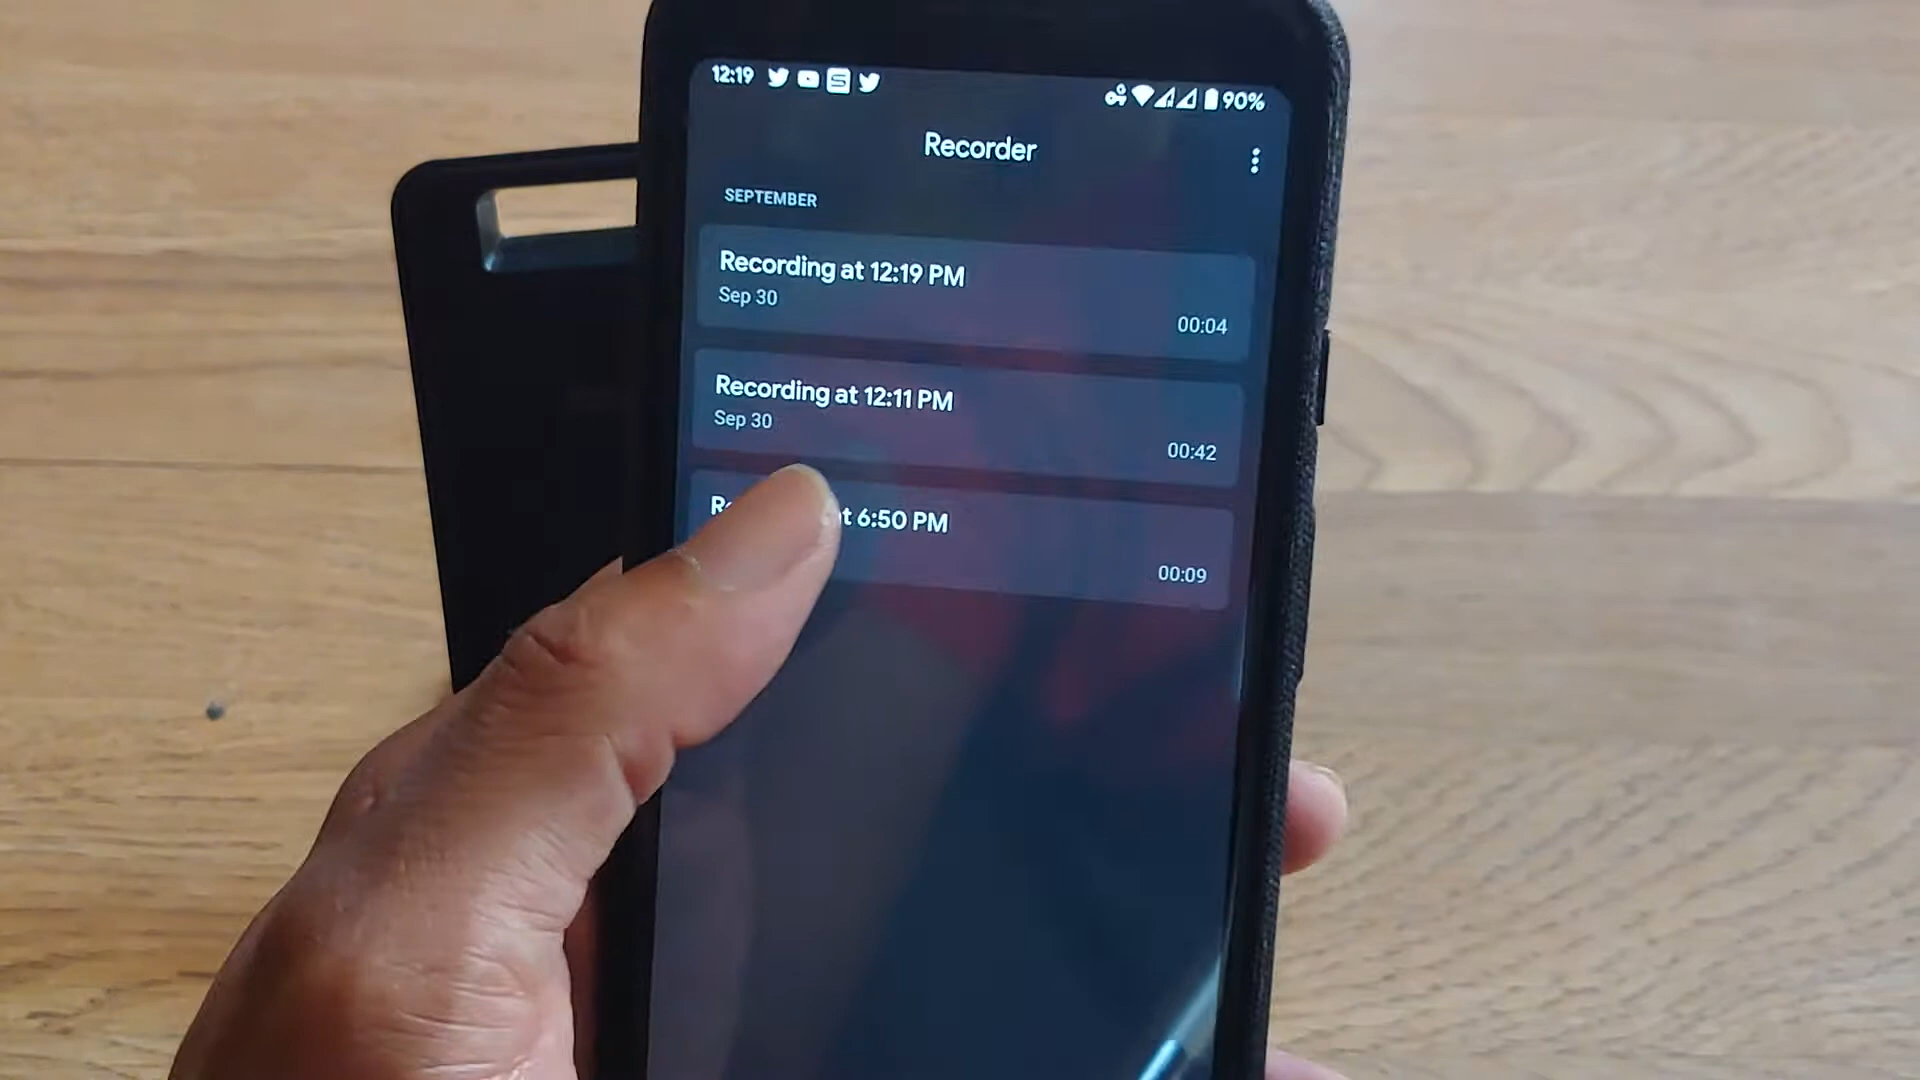 12:19 90%
Recorder
SEPTEMBER
Recording at 12:19 PM
Sep 30
00:04
Recording at 12:11 PM
Sep 30
00:42
at 6:50 PM
00:09